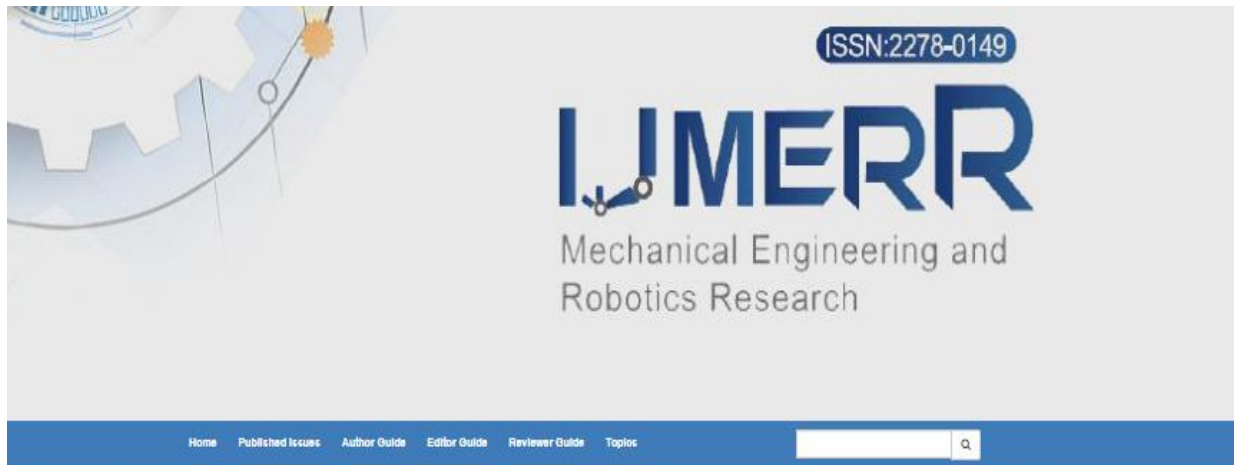 ISSN:2278-0149
IJMERR
Mechanical Engineering and
Robotics Research
Home Published Issues Author Guide Editor Guide Reviewer Guide Topics